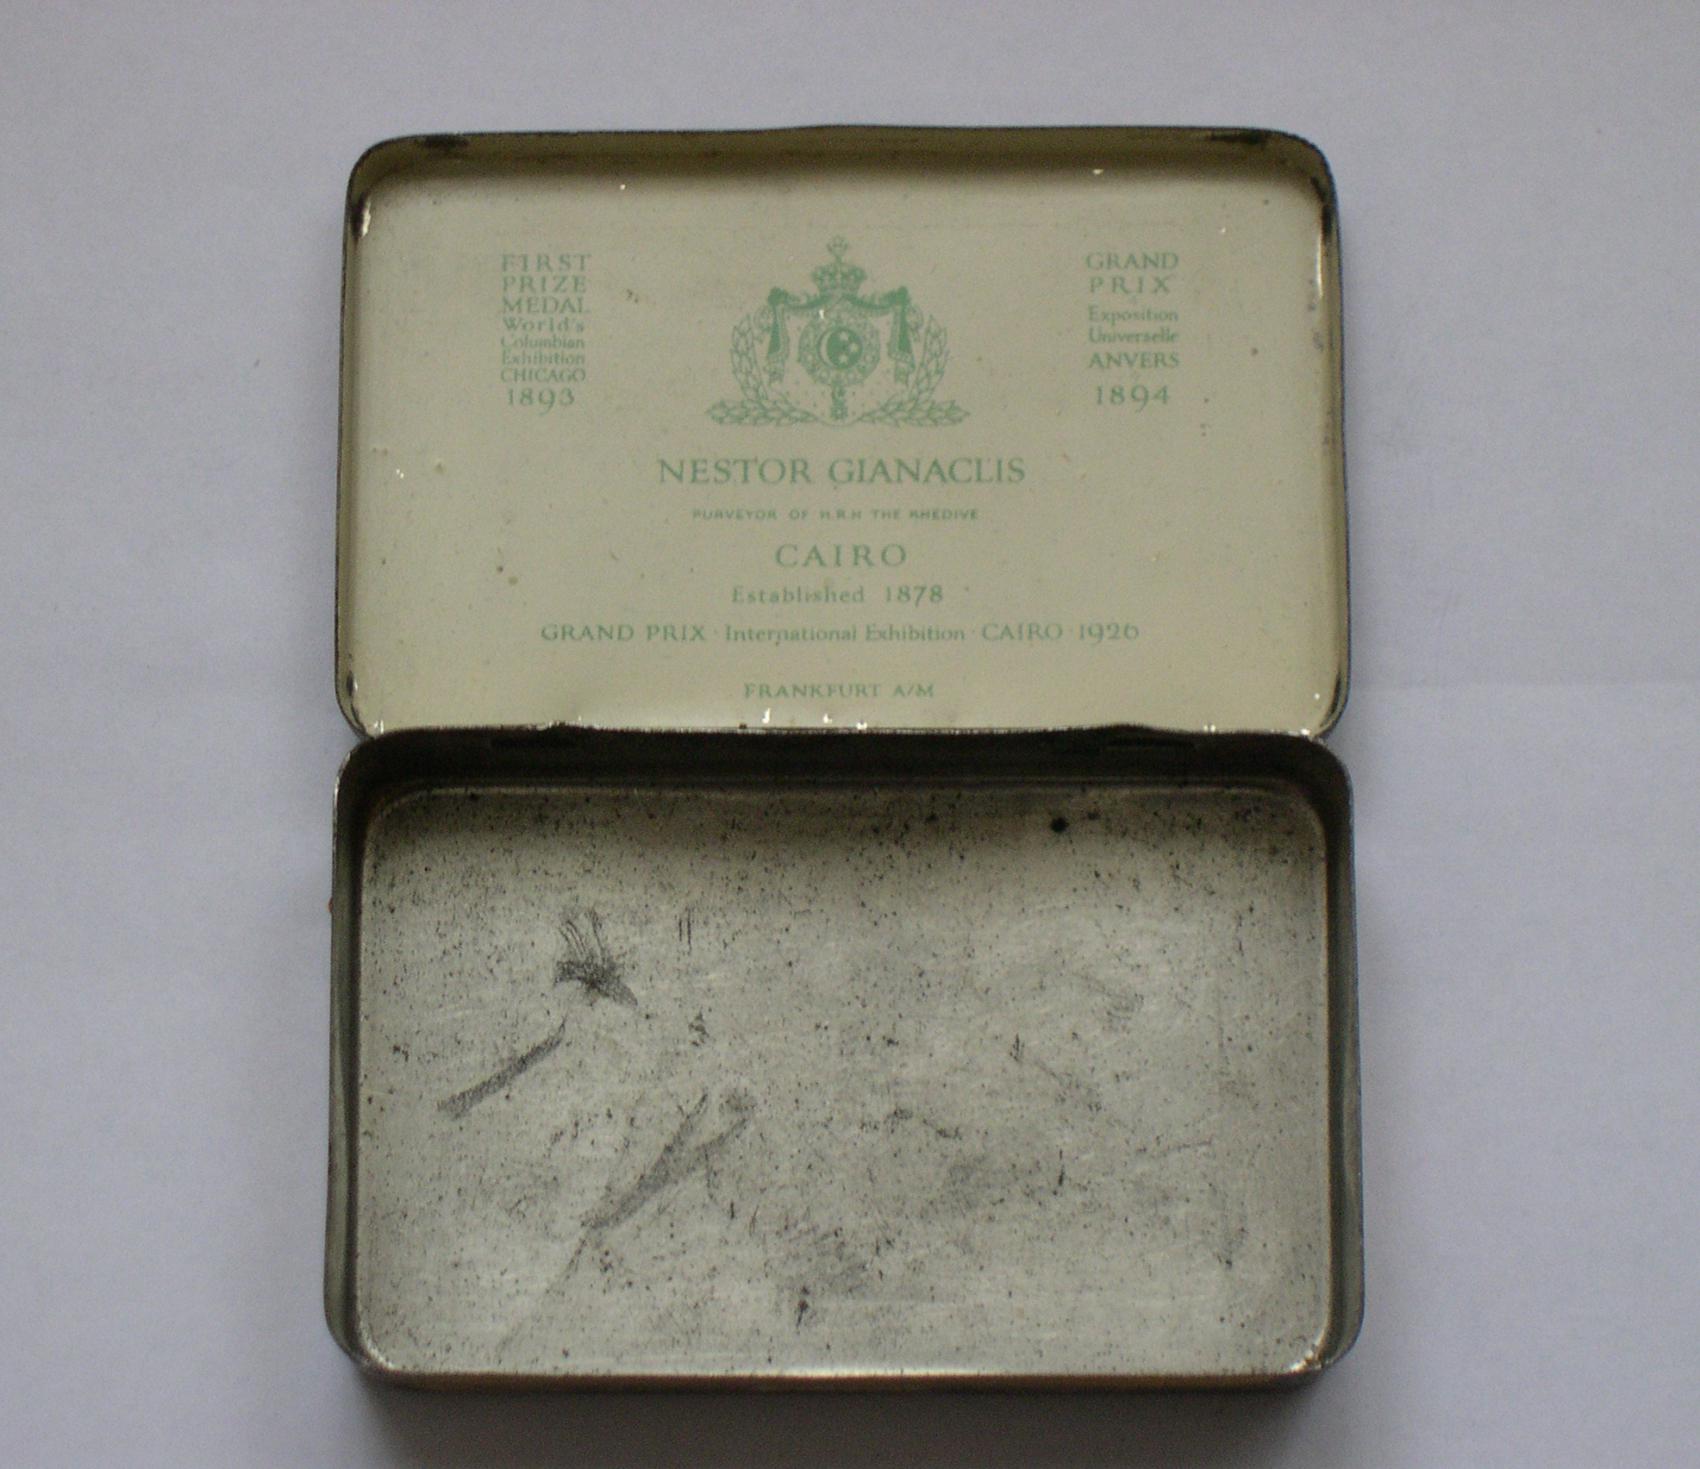 FIRST
PRIZE
MEDAL
World's
Columbian
Exhibition
CHICAGO
1893
GRAND
PRIX
Exposition
Universelle
ANVERS
1894
NESTOR GIANACLIS
PURVEYOR OF H.R.H THE KHEDIVE
CAIRO
Established 1878
GRAND PRIX · International Exhibition · CAIRO · 1926
FRANKFURT A/M